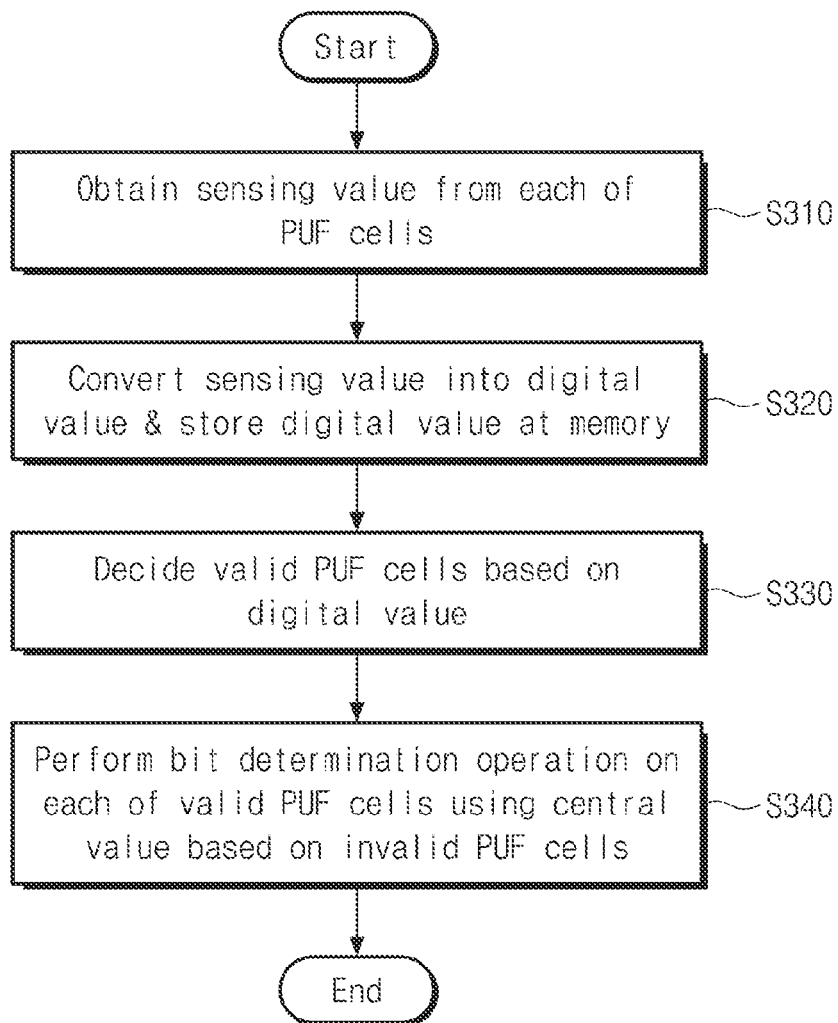 Start
Obtain sensing value from each of
PUF cells
S310
Convert sensing value into digital
value & store digital value at memory
S320
Decide valid PUF cells based on
digital value
S330
Perform bit determination operation on
each of valid PUF cells using central
value based on invalid PUF cells
S340
End